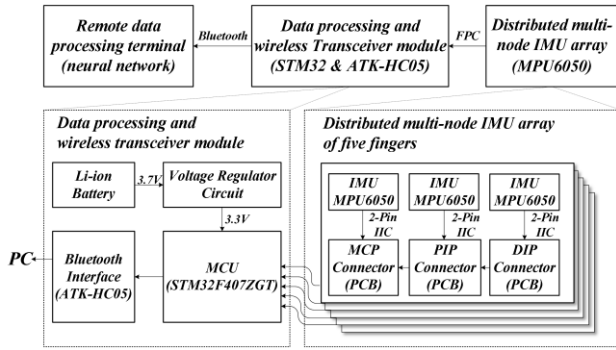 Remote data
processing terminal
(neural network)
Bluetooth
Data processing and
wireless Transceiver module
(STM32 & ATK-HC05)
FPC
Distributed multi-
node IMU array
(MPU6050)
Data processing and
wireless transceiver module
Li-ion
Battery
3.7V
Voltage Regulator
Circuit
3.3V
PC
Bluetooth
Interface
(ATK-HC05)
MCU
(STM32F407ZGT)
Distributed multi-node IMU array
of five fingers
IMU
MPU6050
IMU
MPU6050
IMU
MPU6050
2-Pin
IIC
2-Pin
IIC
2-Pin
IIC
MCP
Connector
(PCB)
PIP
Connector
(PCB)
DIP
Connector
(PCB)